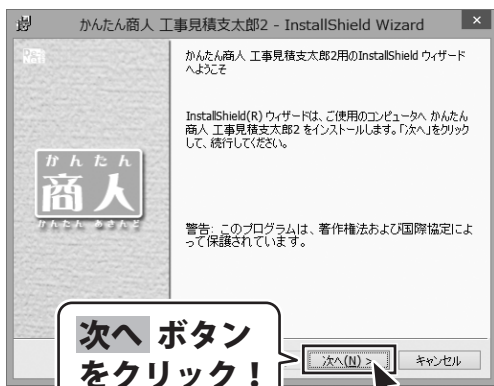 かんたん商人 工事見積支太郎2 - InstallShield Wizard
かんたん商人 工事見積支太郎2用のInstallShield ウィザード
へようこそ
InstallShield(R) ウィザードは、ご使用のコンピュータへ かんたん
商人 工事見積支太郎2 をインストールします。「次へ」をクリック
して、続行してください。
かんたん
商人
かんたん あきんど
警告: このプログラムは、著作権法および国際協定によ
って保護されています。
次へ ボタン
をクリック!
次へ(N) >
キャンセル